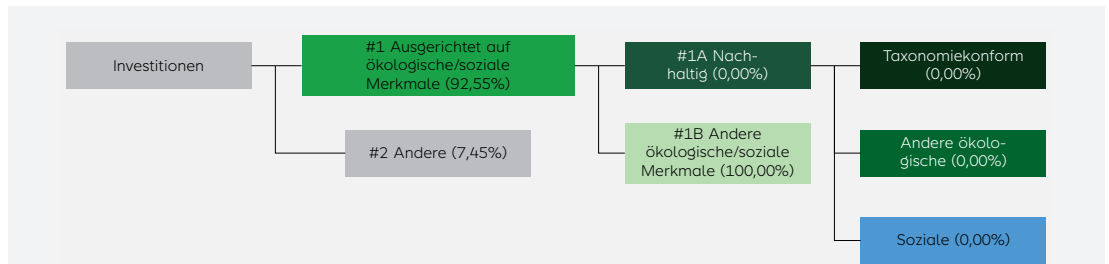 Investitionen
#1 Ausgerichtet auf
ökologische/soziale
Merkmale (92,55%)
#2 Andere (7,45%)
#1A Nach-
haltig (0,00%)
#1B Andere
ökologische/soziale
Merkmale (100,00%)
Taxonomiekonform
(0,00%)
Andere ökolo-
gische (0,00%)
Soziale (0,00%)